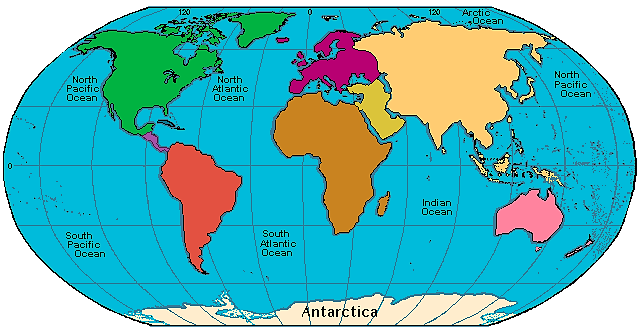 120
0
120
Arctic
Ocean
North
Pacific
Ocean
North
Atlantic
Ocean
North
Pacific
Ocean
0
Indian
Ocean
South
Pacific
Ocean
South
Atlantic
Ocean
Antarctica